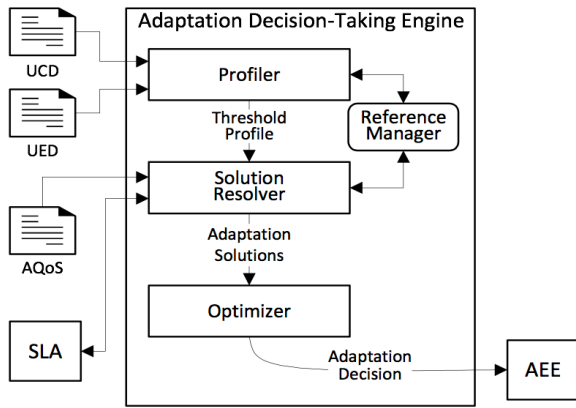 Adaptation Decision-Taking Engine
UCD
Profiler
UED
Threshold
Profile
Reference
Manager
Solution
Resolver
AQoS
Adaptation
Solutions
Optimizer
SLA
Adaptation
Decision
AEE